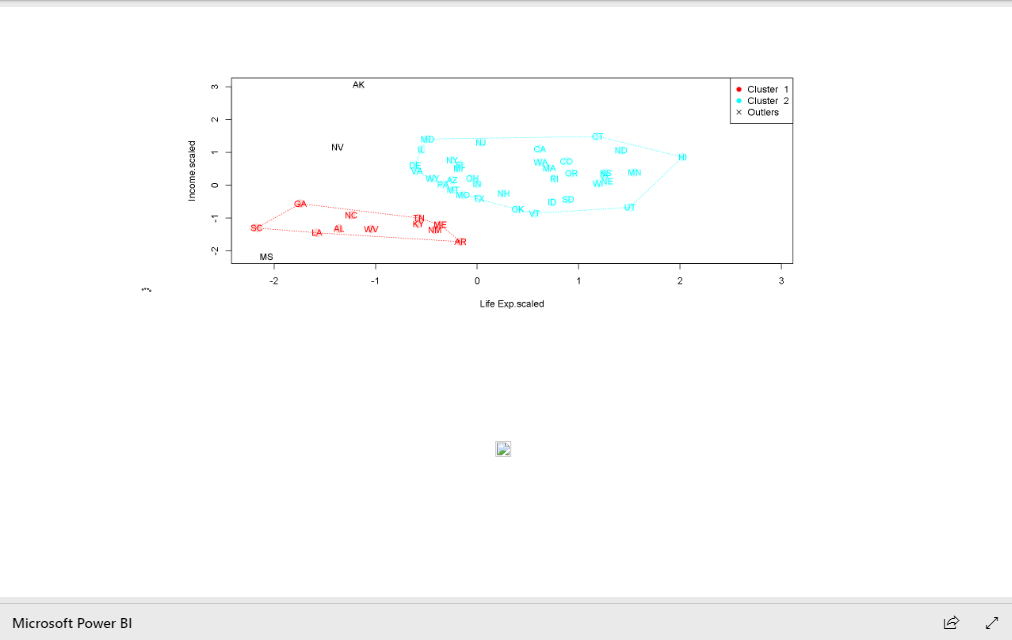 AK
Cluster 1
Cluster 2
Outliers
NV
MD
NJ
CT
IL
CA
ND
HI
DE
VA
NY
WA
CO
MA
OR
MN
WY
AZ
OH
PA
IN
RI
NE
MT
MO
TX
NH
ID
SD
OK
VT
UT
GA
NC
TN
KY
ME
NM
SC
LA
AL
WV
AR
MS
3
2
1
0
-1
-2
Income.scaled
-2 -1 0 1 2 3
Life Exp.scaled
Microsoft Power BI